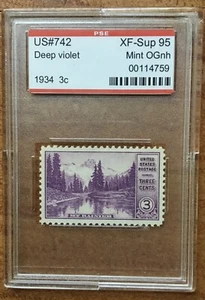 PSE
US#742 XF-Sup 95
Deep violet Mint OGnh
1934 3c 00114759
UNITED
STATES
POSTAGE
THREE
CENTS
3
MT. RAINIER